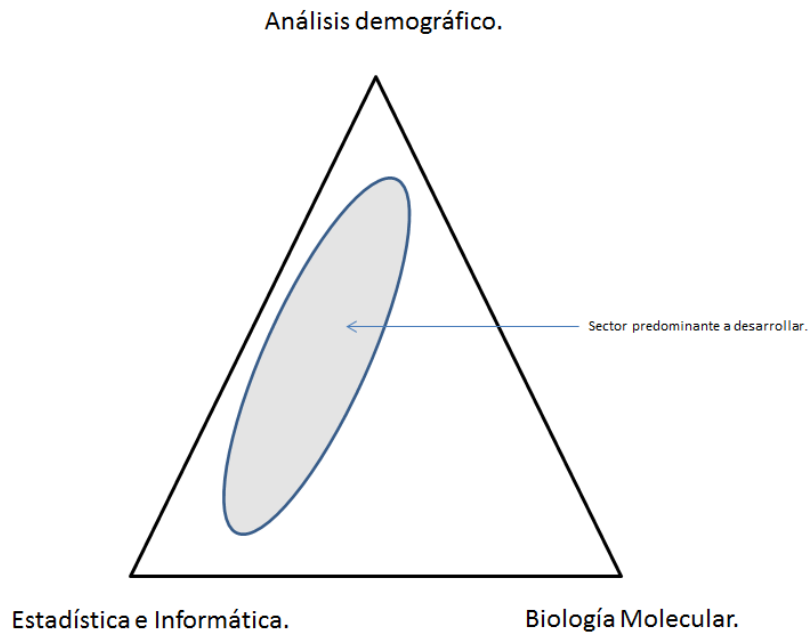 Análisis demográfico.
Sector predominante a desarrollar.
Estadística e Informática.
Biología Molecular.